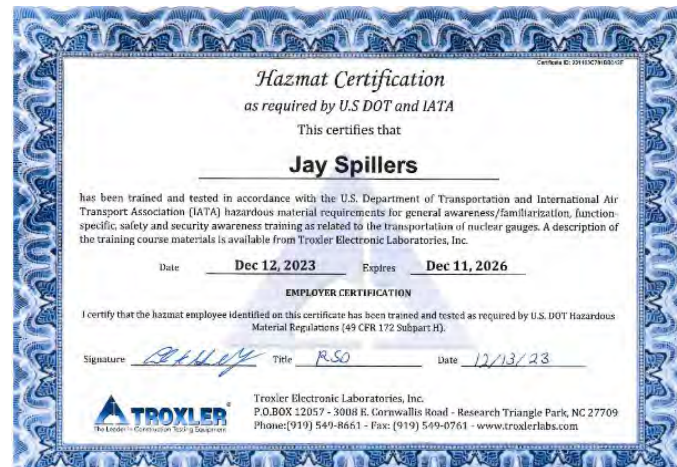 Hazmat Certification
as required by U.S DOT and IATA
This certifies that
Jay Spillers
has been trained and tested in accordance with the U.S. Department of Transportation and International Air
Transport Association (IATA) hazardous material requirements for general awareness/familiarization, function-
specific, safety and security awareness training as related to the transportation of nuclear gauges. A description of
the training course materials is available from Troxler Electronic Laboratories, Inc.
Date Dec 12, 2023 Expires Dec 11, 2026
EMPLOYER CERTIFICATION
I certify that the hazmat employee identified on this certificate has been trained and tested as required by U.S. DOT Hazardous
Material Regulations (49 CFR 172 Subpart H).
Signature Title RSO Date 12/13/23
TROXLER
The Leader in Construction Testing Equipment
Troxler Electronic Laboratories, Inc.
P.O.BOX 12057 - 3008 E. Cornwallis Road - Research Triangle Park, NC 27709
Phone:(919) 549-8661 - Fax: (919) 549-0761 - www.troxlerlabs.com